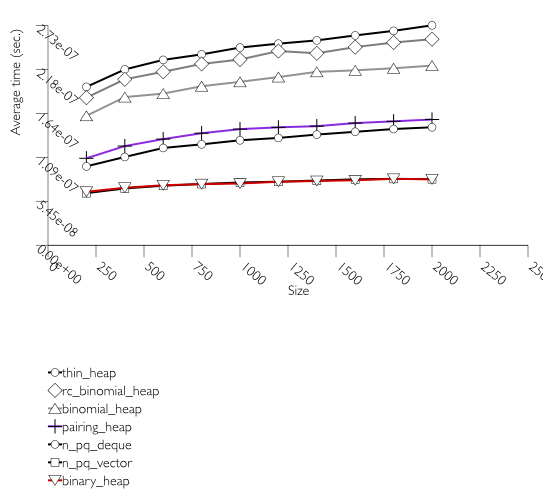 Average time (sec.)
2.73e-07
2.18e-07
1.64e-07
1.09e-07
5.45e-08
0.00e+00
0
250
500
750
1000
1250
1500
1750
2000
2250
Size
thin_heap
rc_binomial_heap
binomial_heap
pairing_heap
n_pq_deque
n_pq_vector
binary_heap